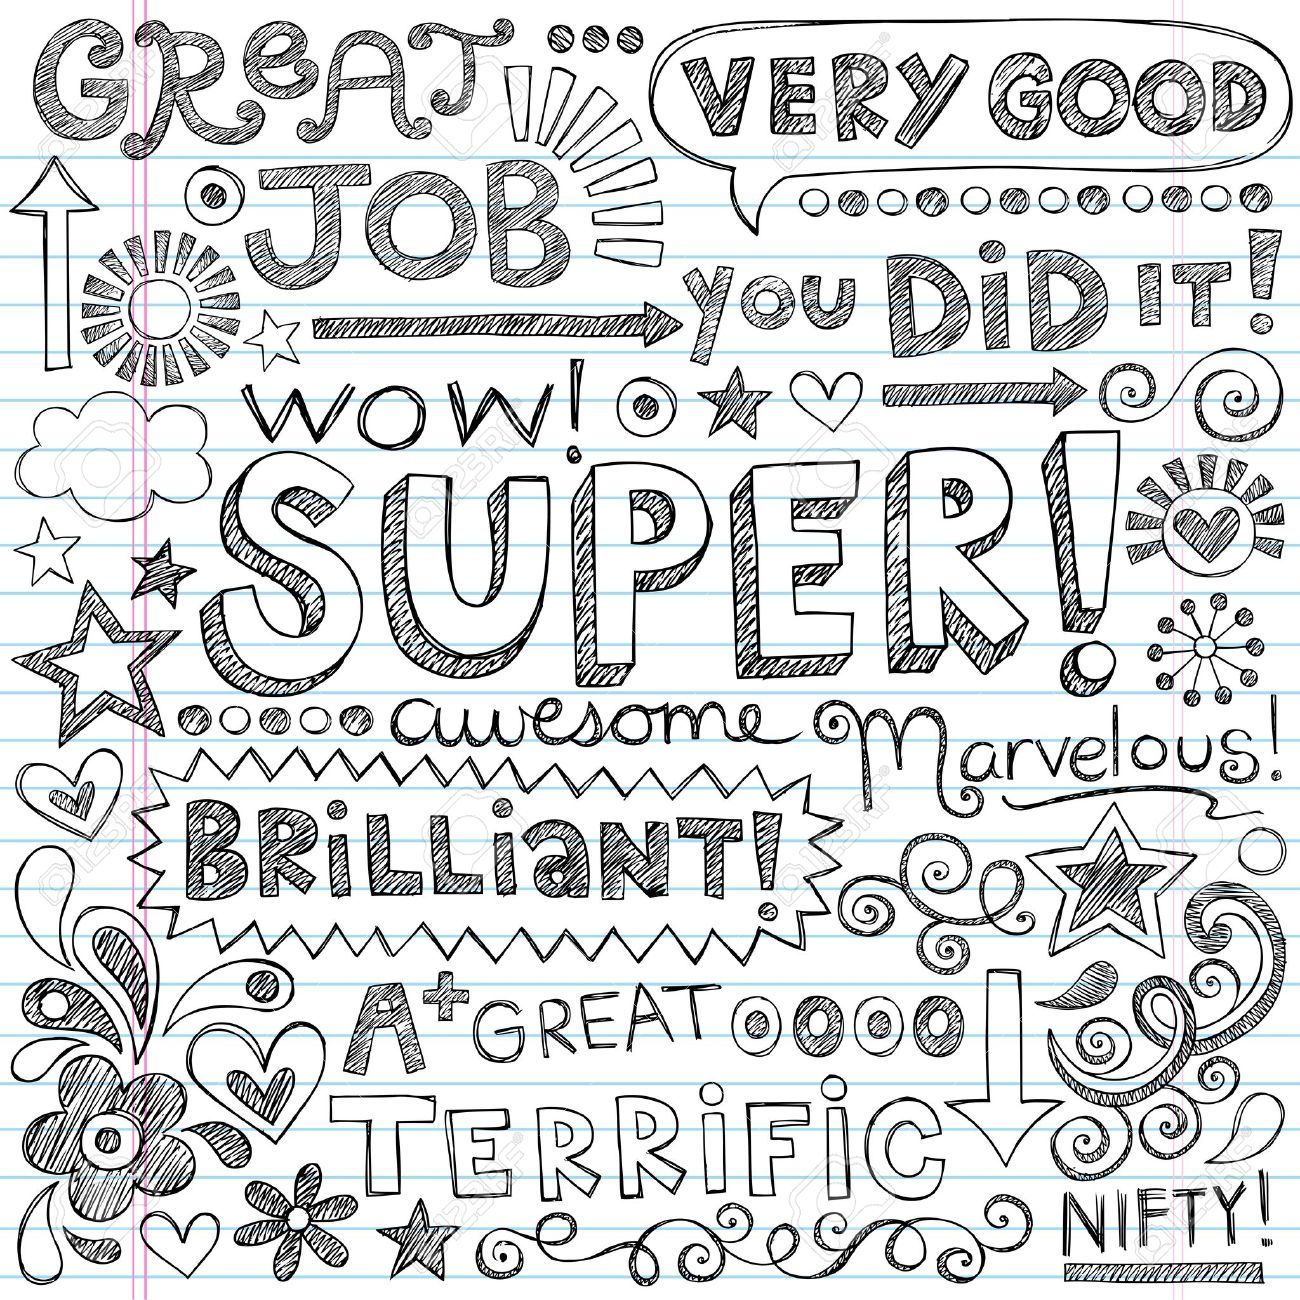 GREAT
JOB
VERY GOOD
YOU DID IT!
WOW!
SUPER!
awesome
Marvelous!
BRiLLiaNT!
A+
GREAT
TERRiFiC
NIFTY!